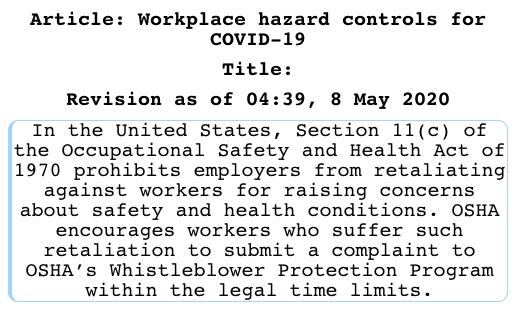 Article: Workplace hazard controls for
COVID-19
Title:
Revision as of 04:39, 8 May 2020
In the United States, Section 11(c) of
the Occupational Safety and Health Act of
1970 prohibits employers from retaliating
against workers for raising concerns
about safety and health conditions. OSHA
encourages workers who suffer such
retaliation to submit a complaint to
OSHA’s Whistleblower Protection Program
within the legal time limits.